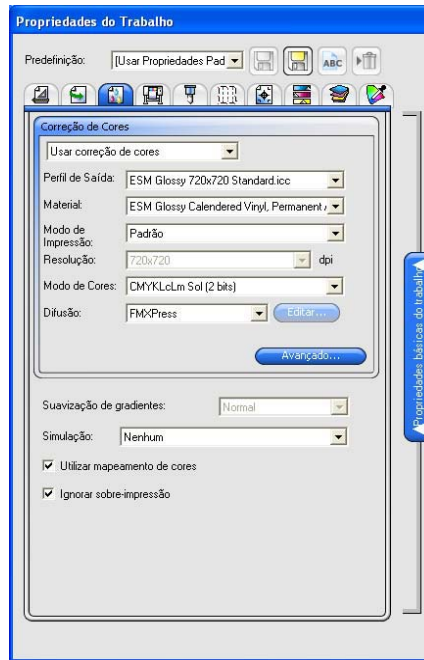 Propriedades do Trabalho
Predefinição: [Usar Propriedades Pad
ABC
Correção de Cores
Usar correção de cores
Perfil de Saída: ESM Glossy 720x720 Standard.icc
Material: ESM Glossy Calendered Vinyl, Permanent
Modo de
Impressão: Padrão
Resolução: 720x720 dpi
Modo de Cores: CMYKLcLm Sol (2 bits)
Difusão: FMXPress Editar...
Avançado...
Suavização de gradientes: Normal
Simulação: Nenhum
Utilizar mapeamento de cores
Ignorar sobre-impressão
Propriedades básicas do trabalho